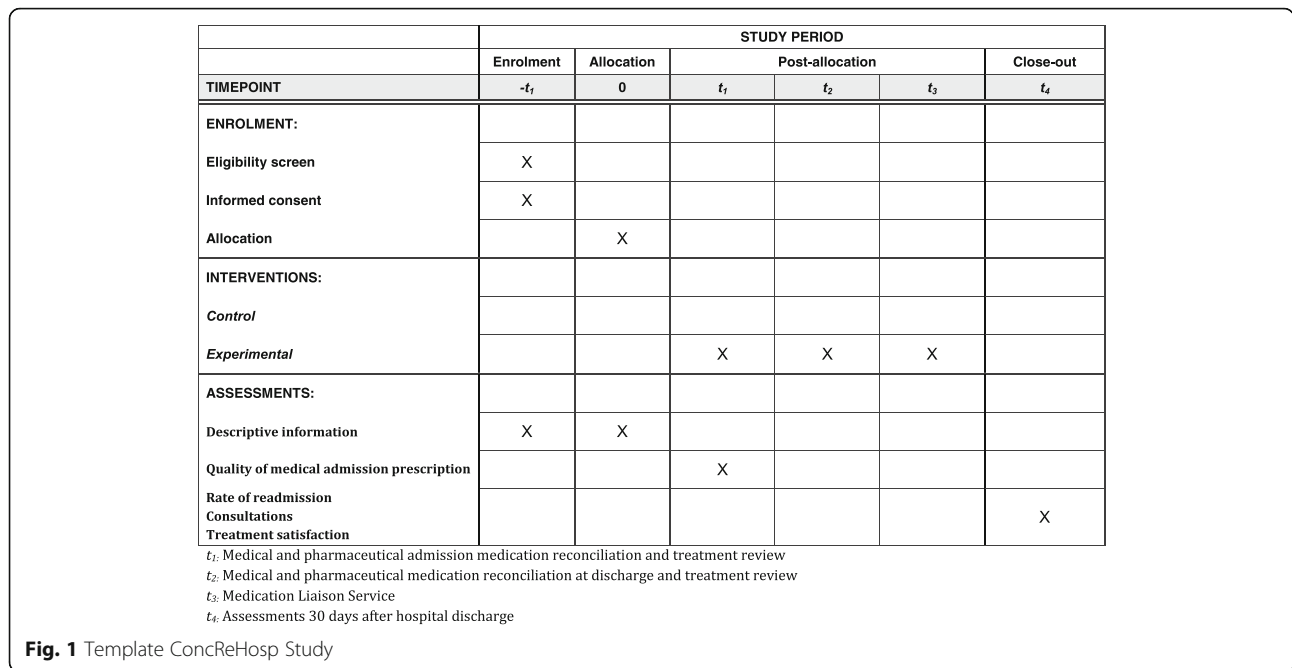 STUDY PERIOD
Enrolment Allocation Post-allocation Close-out
TIMEPOINT -t1 0 t1 t2 t3 t4
ENROLMENT:
Eligibility screen X
Informed consent X
Allocation X
INTERVENTIONS:
Control
Experimental X X X
ASSESSMENTS:
Descriptive information X X
Quality of medical admission prescription X
Rate of readmission
Consultations X
Treatment satisfaction
t1: Medical and pharmaceutical admission medication reconciliation and treatment review
t2: Medical and pharmaceutical medication reconciliation at discharge and treatment review
t3: Medication Liaison Service
t4: Assessments 30 days after hospital discharge
Fig. 1 Template ConcReHosp Study